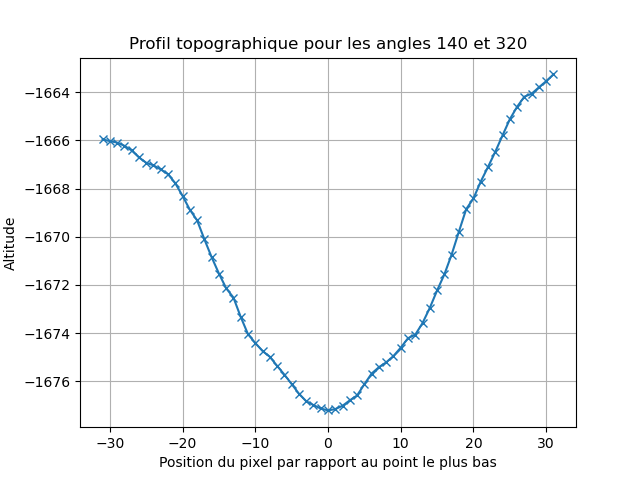 Profil topographique pour les angles 140 et 320
Altitude
−1664
−1666
−1668
−1670
−1672
−1674
−1676
−30 −20 −10 0 10 20 30
Position du pixel par rapport au point le plus bas